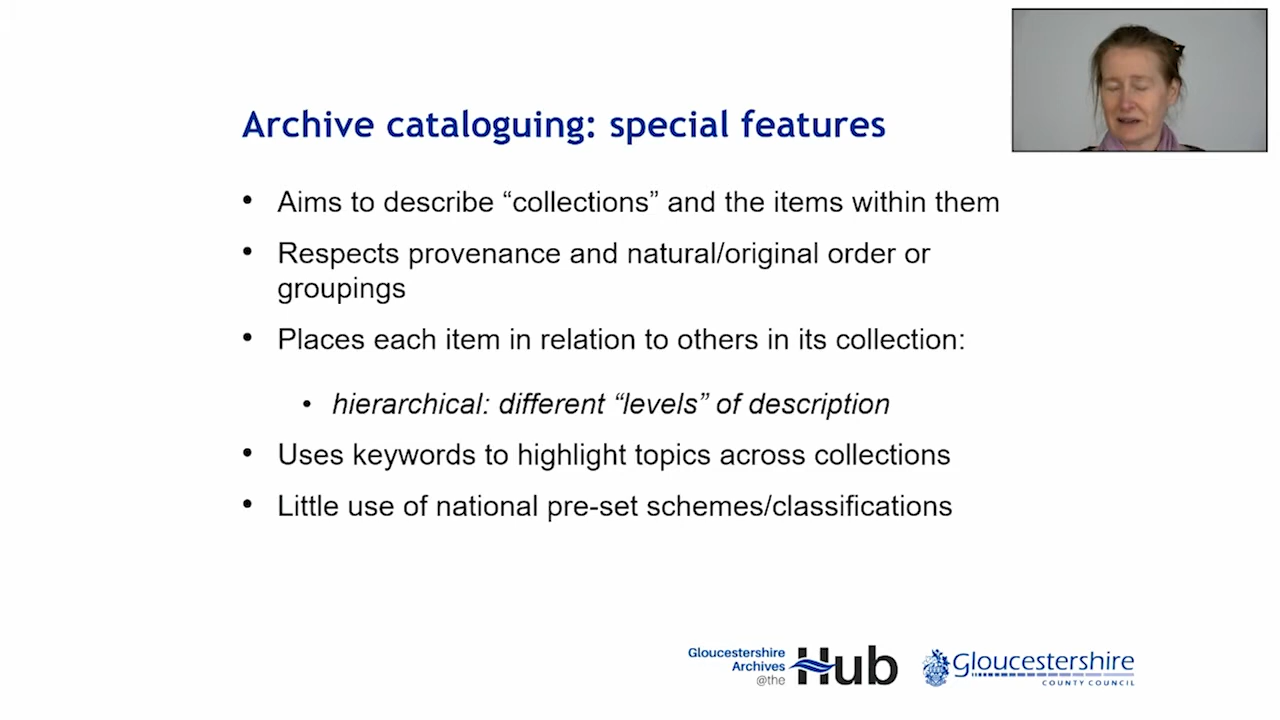 Archive cataloguing: special features
• Aims to describe “collections” and the items within them
• Respects provenance and natural/original order or
groupings
• Places each item in relation to others in its collection:
• hierarchical: different “levels” of description
• Uses keywords to highlight topics across collections
• Little use of national pre-set schemes/classifications
Gloucestershire
Archives
@the
Hub
Gloucestershire
COUNTY COUNCIL